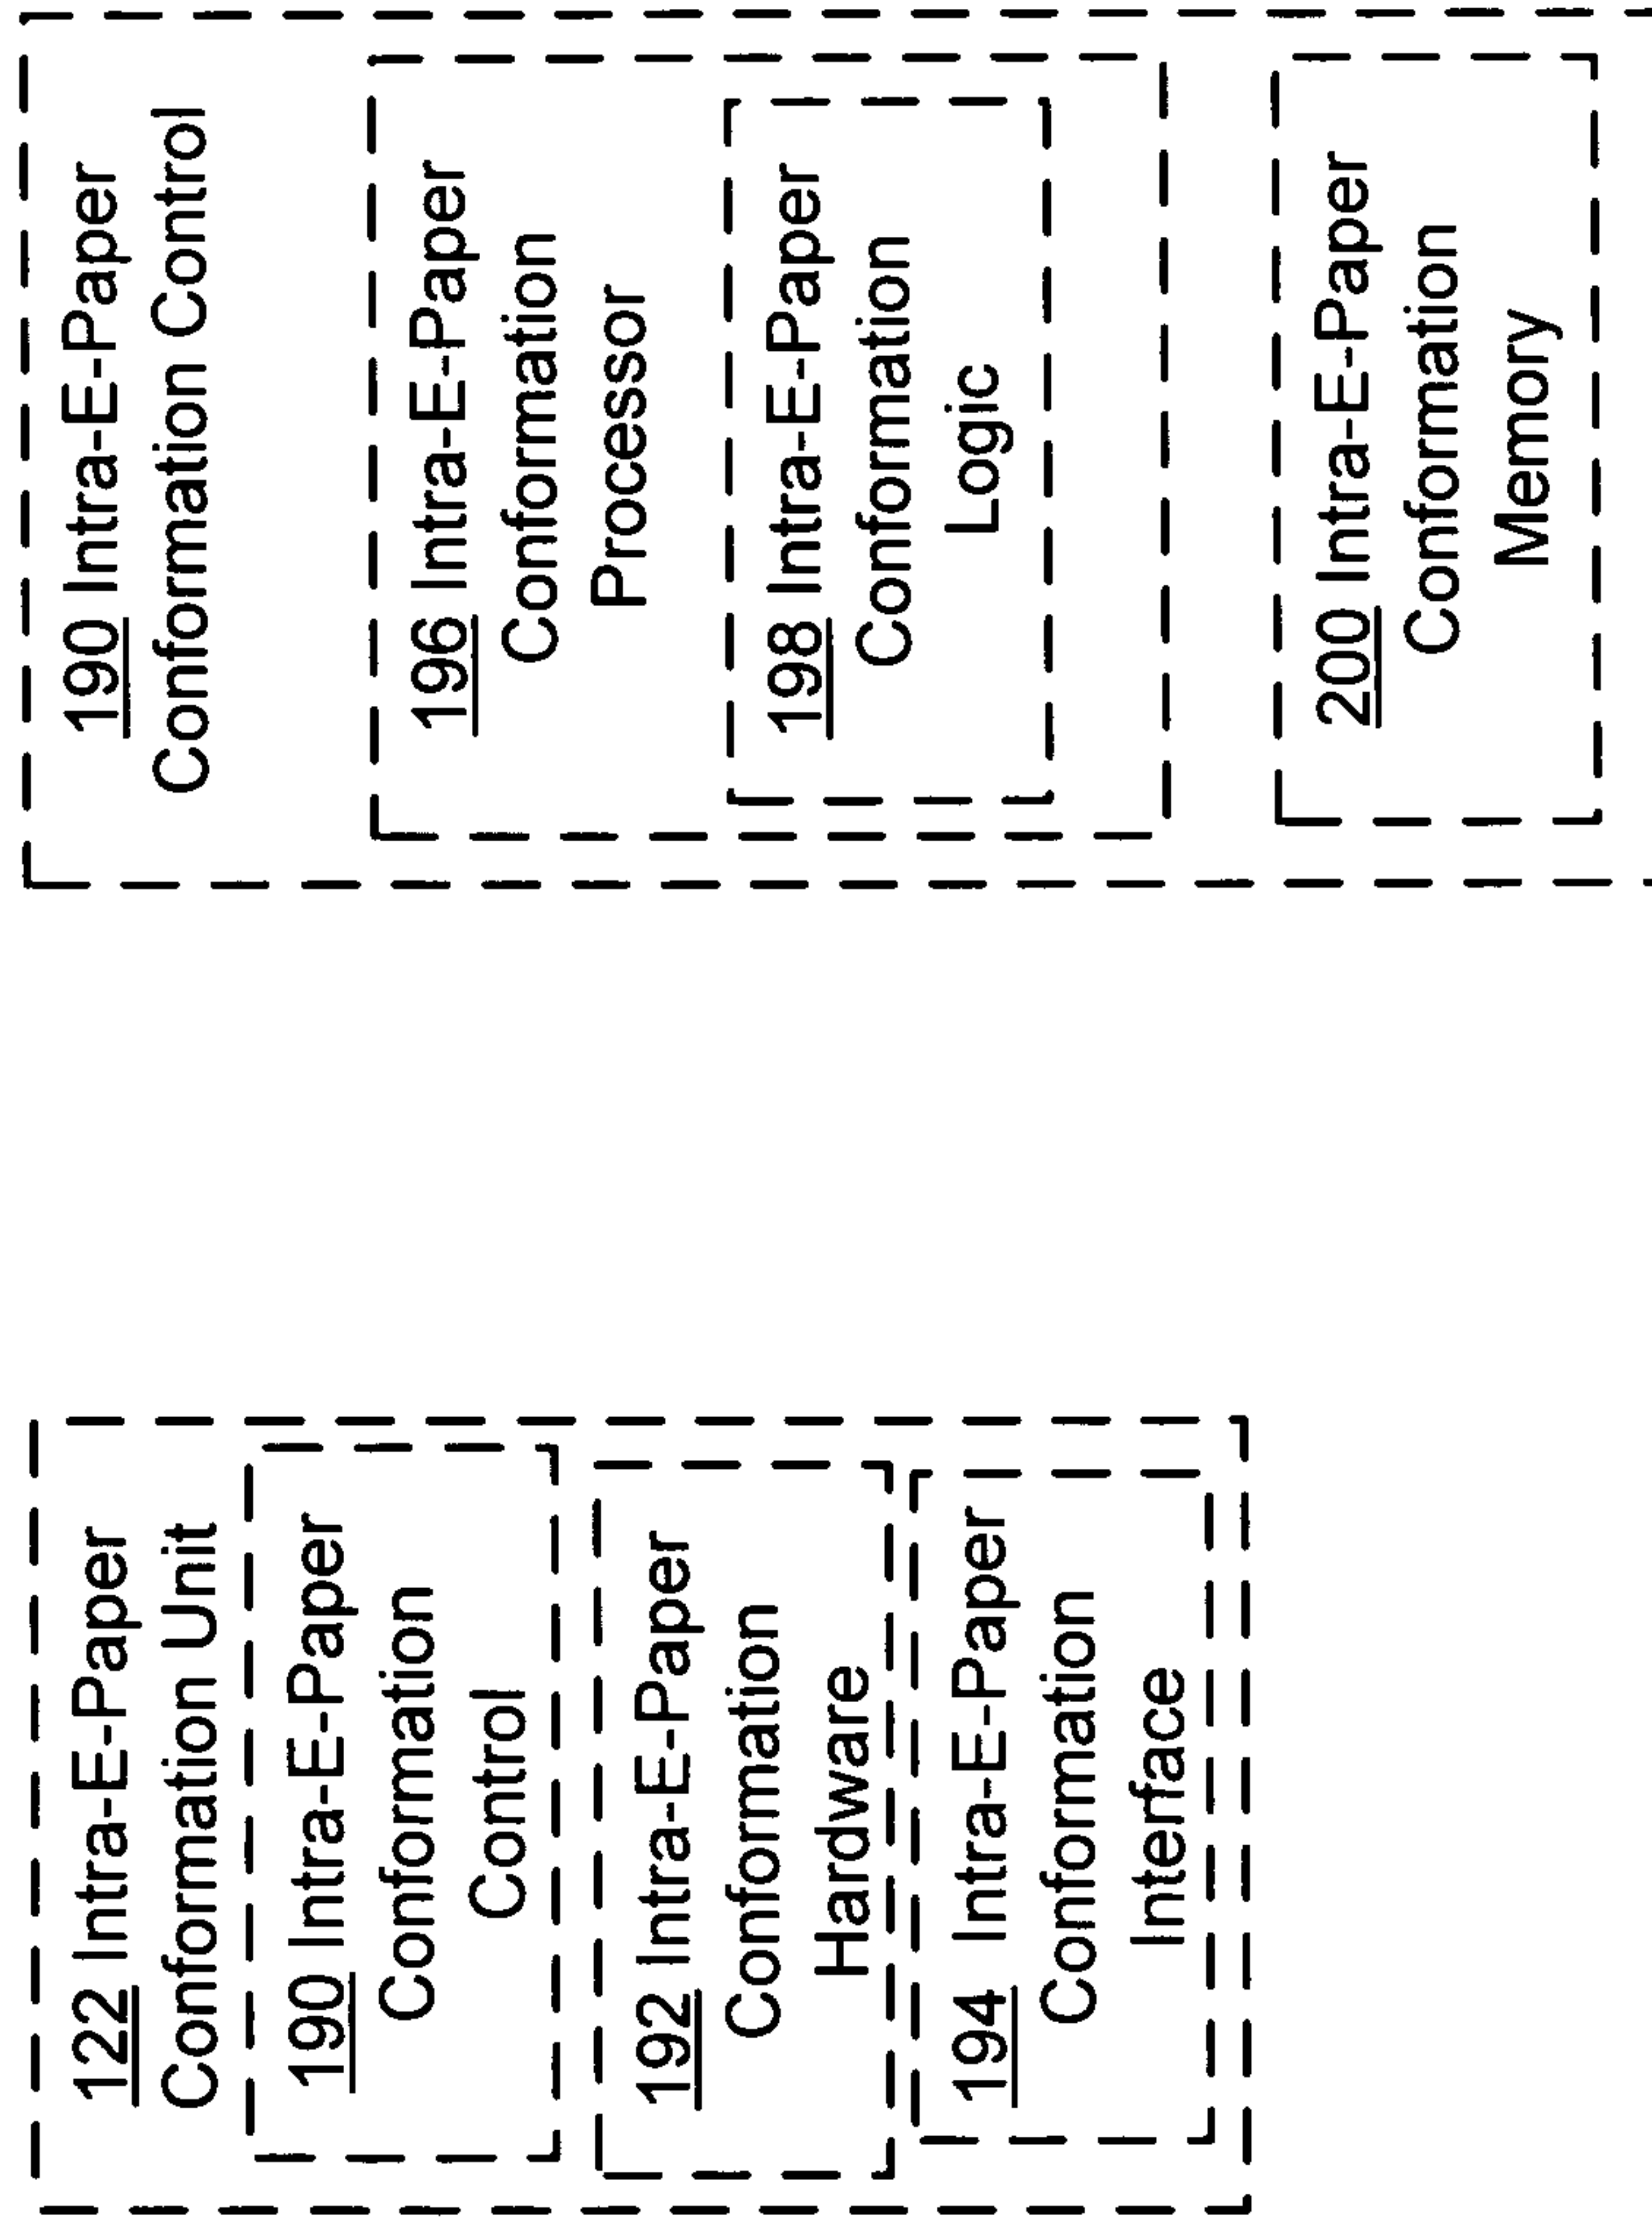 122 Intra-E-Paper
Conformation Unit
190 Intra-E-Paper
Conformation
Control
192 Intra-E-Paper
Conformation
Hardware
194 Intra-E-Paper
Conformation
Interface
190 Intra-E-Paper
Conformation Control
196 Intra-E-Paper
Conformation
Processor
198 Intra-E-Paper
Conformation
Logic
200 Intra-E-Paper
Conformation
Memory